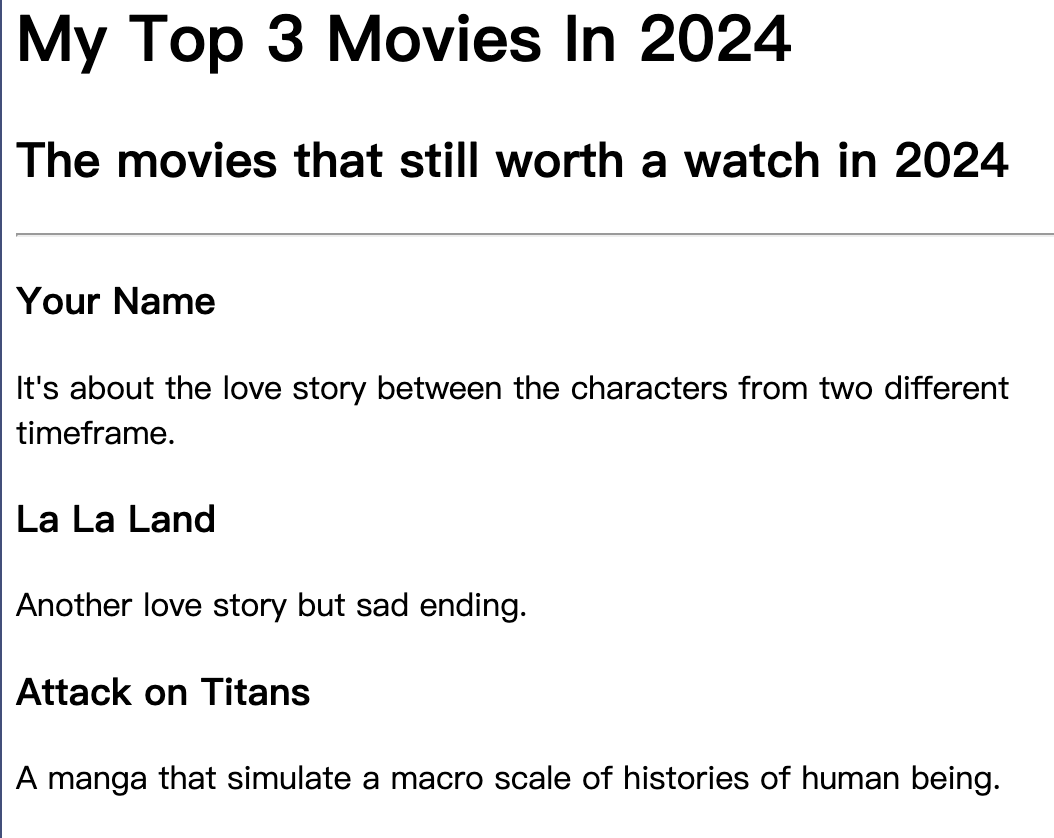 My Top 3 Movies In 2024
The movies that still worth a watch in 2024
Your Name
It's about the love story between the characters from two different
timeframe.
La La Land
Another love story but sad ending.
Attack on Titans
A manga that simulate a macro scale of histories of human being.